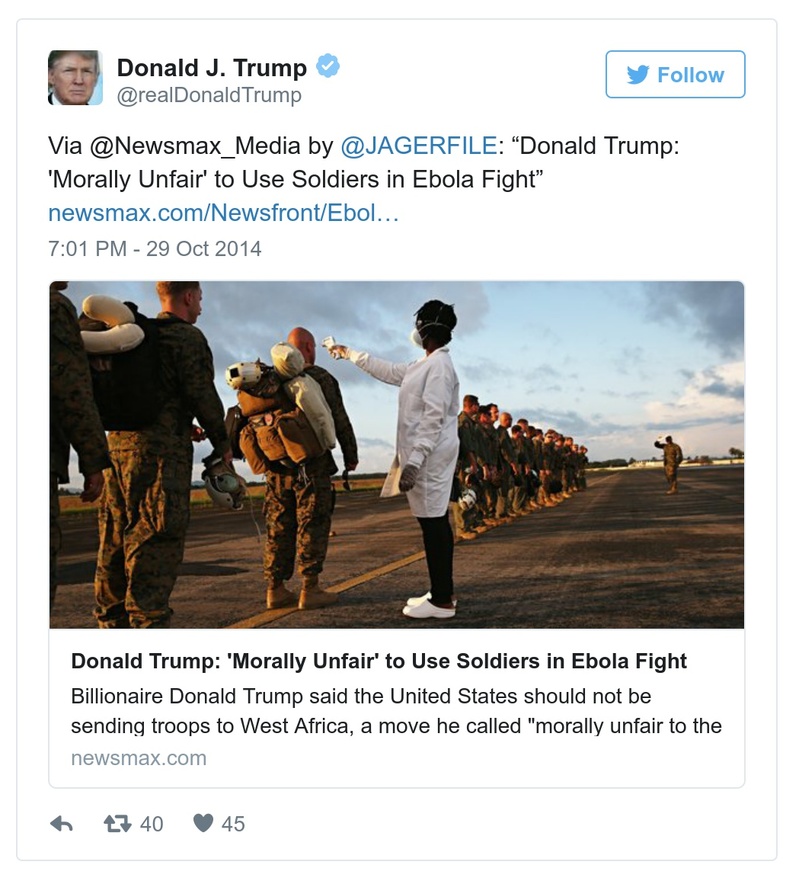 Donald J. Trump
@realDonaldTrump
Follow
Via @Newsmax_Media by @JAGERFILE: “Donald Trump:
'Morally Unfair' to Use Soldiers in Ebola Fight”
newsmax.com/Newsfront/Ebol…
7:01 PM - 29 Oct 2014
Donald Trump: 'Morally Unfair' to Use Soldiers in Ebola Fight
Billionaire Donald Trump said the United States should not be
sending troops to West Africa, a move he called "morally unfair to the
newsmax.com
40 45